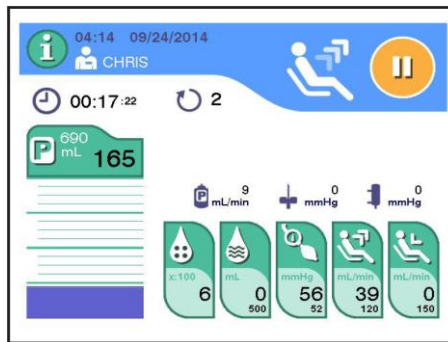 i 04:14 09/24/2014
CHRIS
00:17:22 2
P 690 mL 165
P 9 mL/min 0 mmHg 0 mmHg
x:100 mL mmHg mL/min mL/min
6 0 56 39 0
500 52 120 150